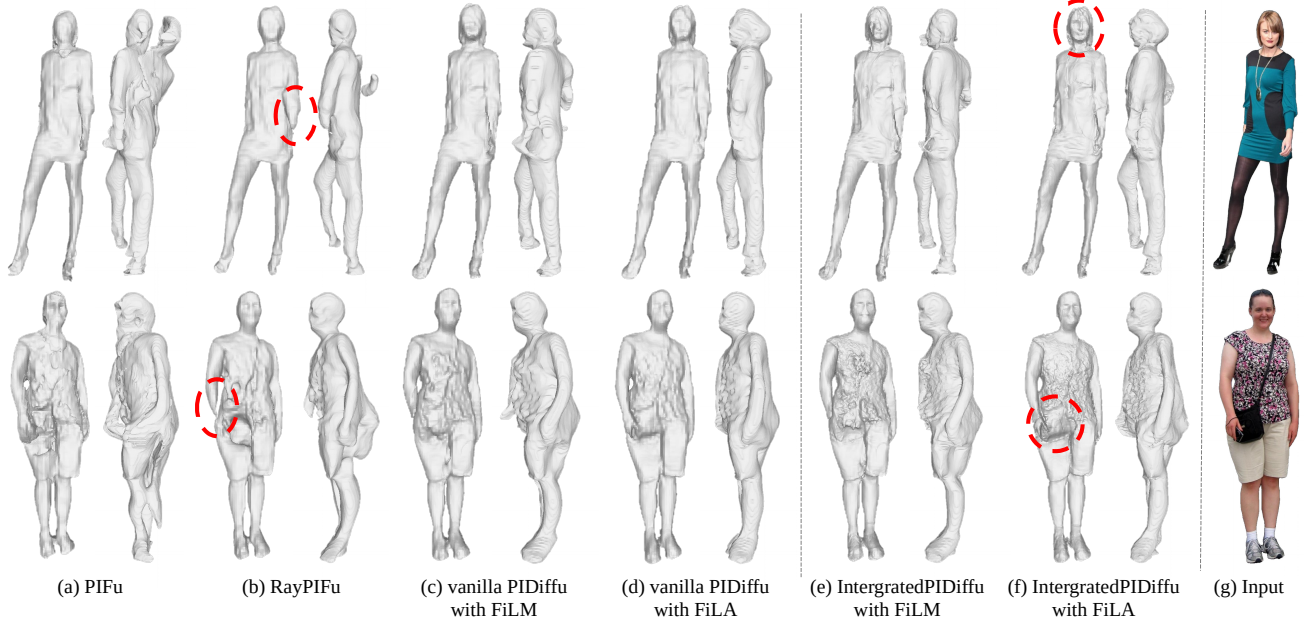 (a) PIFu
(b) RayPIFu
(c) vanilla PIDiffu
with FiLM
(d) vanilla PIDiffu
with FiLA
(e) IntergratedPIDiffu
with FiLM
(f) IntergratedPIDiffu
with FiLA
(g) Input